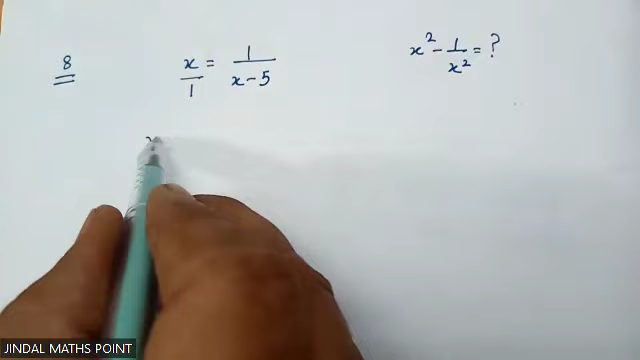 8
x/1 = 1/(x-5)
x² - 1/x² = ?
JINDAL MATHS POINT